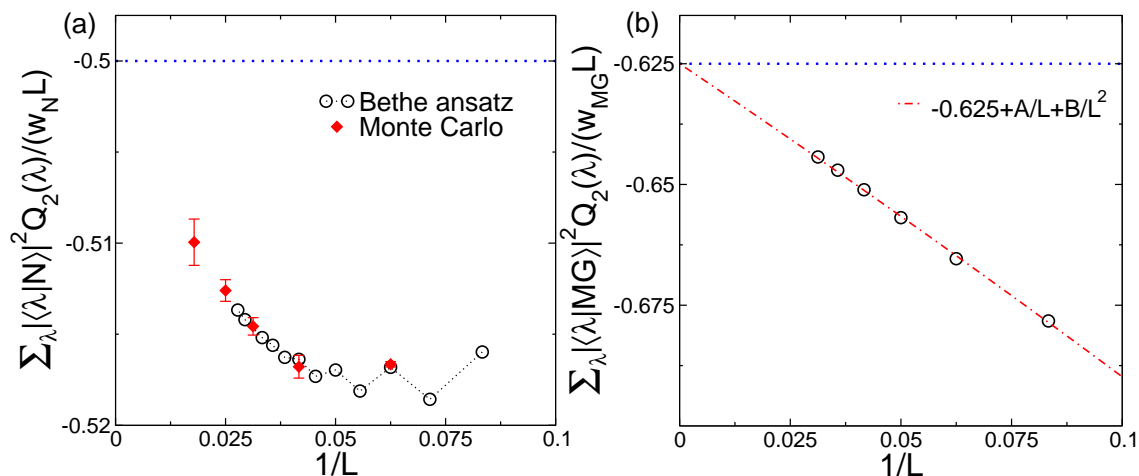 (a)
-0.5
-0.51
-0.52
Σλ|⟨λ|N⟩|²Q₂(λ)/(w_N L)
Bethe ansatz
Monte Carlo
0 0.025 0.05 0.075 0.1
1/L
(b)
-0.625
-0.65
-0.675
Σλ|⟨λ|MG⟩|²Q₂(λ)/(w_MG L)
-0.625+A/L+B/L²
0 0.025 0.05 0.075 0.1
1/L